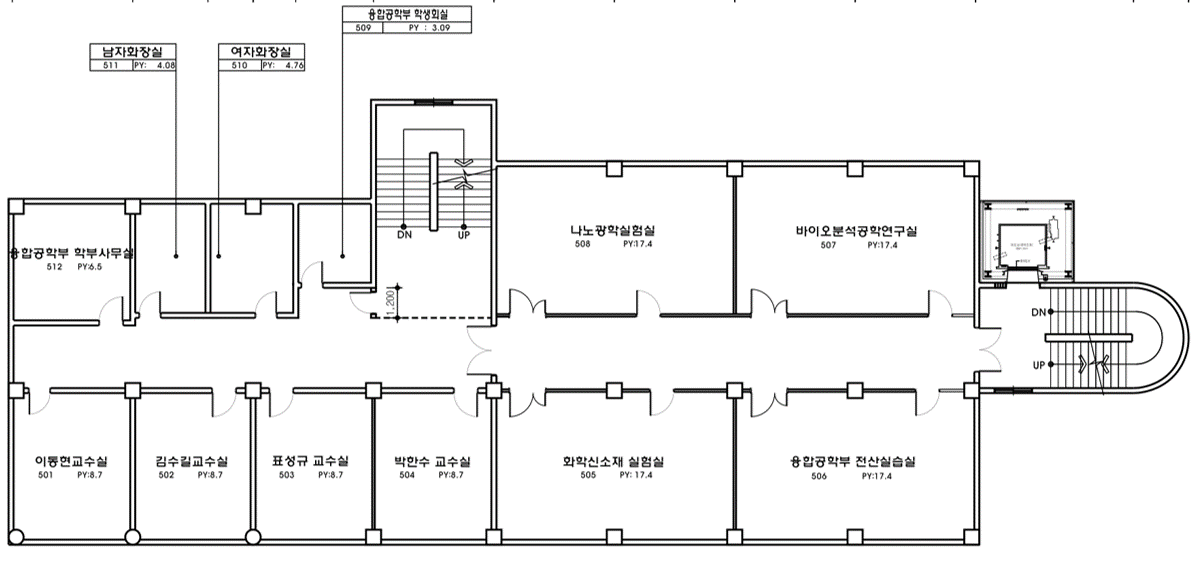 융합공학부 학생회실
509 PY : 3.09
남자화장실
511 PY: 4.08
여자화장실
510 PY: 4.76
DN UP
1,200
융합공학부 학부사무실
512 PY:6.5
나노광학실험실
508 PY:17.4
바이오분석공학연구실
507 PY:17.4
DN
UP
이동현교수실
501 PY:8.7
김수길교수실
502 PY:8.7
표성규 교수실
503 PY:8.7
박한수 교수실
504 PY:8.7
화학신소재 실험실
505 PY: 17.4
융합공학부 전산실습실
506 PY:17.4